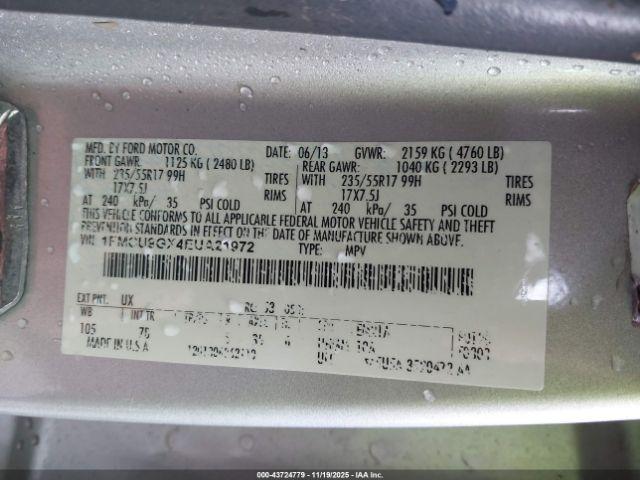 MFD. BY FORD MOTOR CO. DATE: 06/13 GVWR: 2159 KG ( 4760 LB)
FRONT GAWR: 1125 KG ( 2480 LB) REAR GAWR: 1040 KG ( 2293 LB)
WITH 235/55R17 99H TIRES WITH 235/55R17 99H TIRES
17X7.5J RIMS 17X7.5J RIMS
AT 240 kPa/ 35 PSI COLD AT 240 kPa/ 35 PSI COLD
THIS VEHICLE CONFORMS TO ALL APPLICABLE FEDERAL MOTOR VEHICLE SAFETY AND THEFT
PREVENTION STANDARDS IN EFFECT ON THE DATE OF MANUFACTURE SHOWN ABOVE.
VIN: 1FMCU9GX4EUA21972 TYPE: MPV
EXT PNT: UX
WB INT TR
105
MADE IN U.S.A
000-43724779 - 11/19/2025 - IAA, Inc.